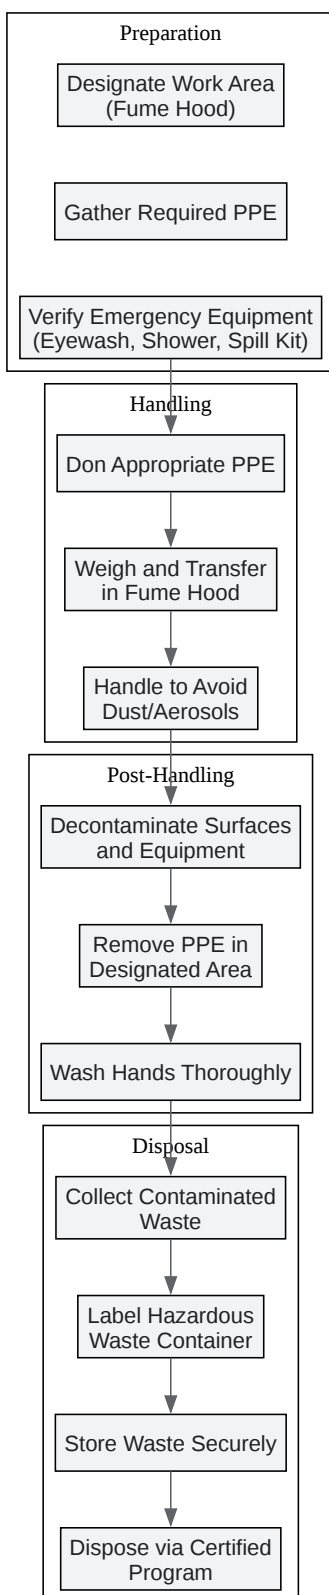 Preparation
Designate Work Area
(Fume Hood)
Gather Required PPE
Verify Emergency Equipment
(Eyewash, Shower, Spill Kit)
Handling
Don Appropriate PPE
Weigh and Transfer
in Fume Hood
Handle to Avoid
Dust/Aerosols
Post-Handling
Decontaminate Surfaces
and Equipment
Remove PPE in
Designated Area
Wash Hands Thoroughly
Disposal
Collect Contaminated
Waste
Label Hazardous
Waste Container
Store Waste Securely
Dispose via Certified
Program